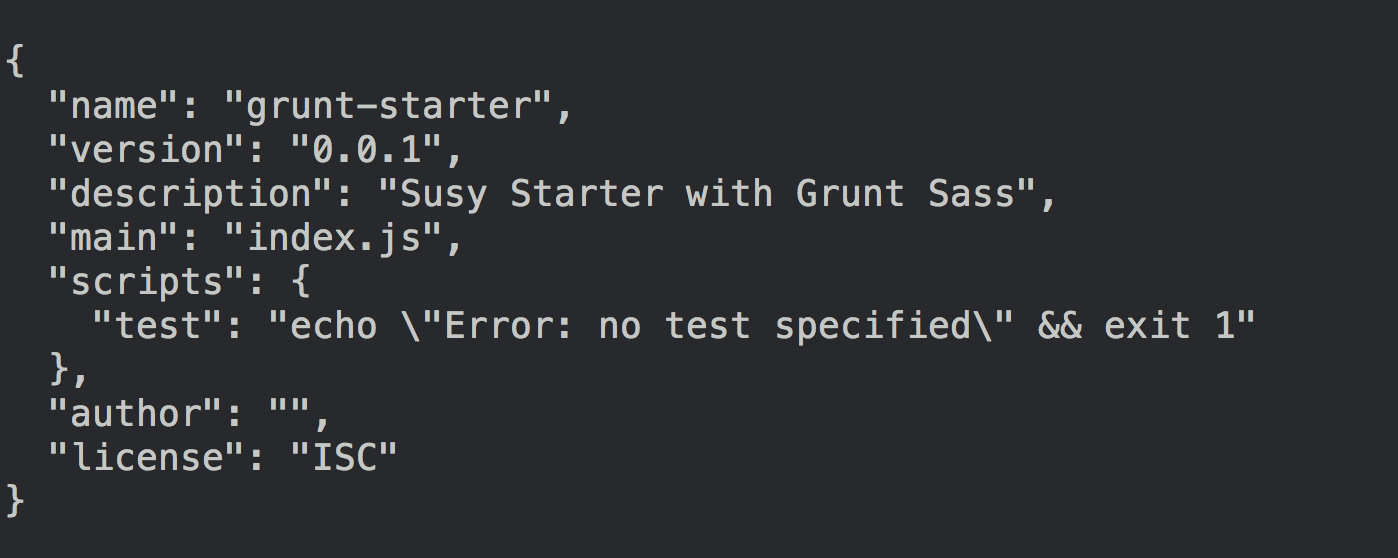 {
  "name": "grunt-starter",
  "version": "0.0.1",
  "description": "Susy Starter with Grunt Sass",
  "main": "index.js",
  "scripts": {
    "test": "echo \"Error: no test specified\" && exit 1"
  },
  "author": "",
  "license": "ISC"
}